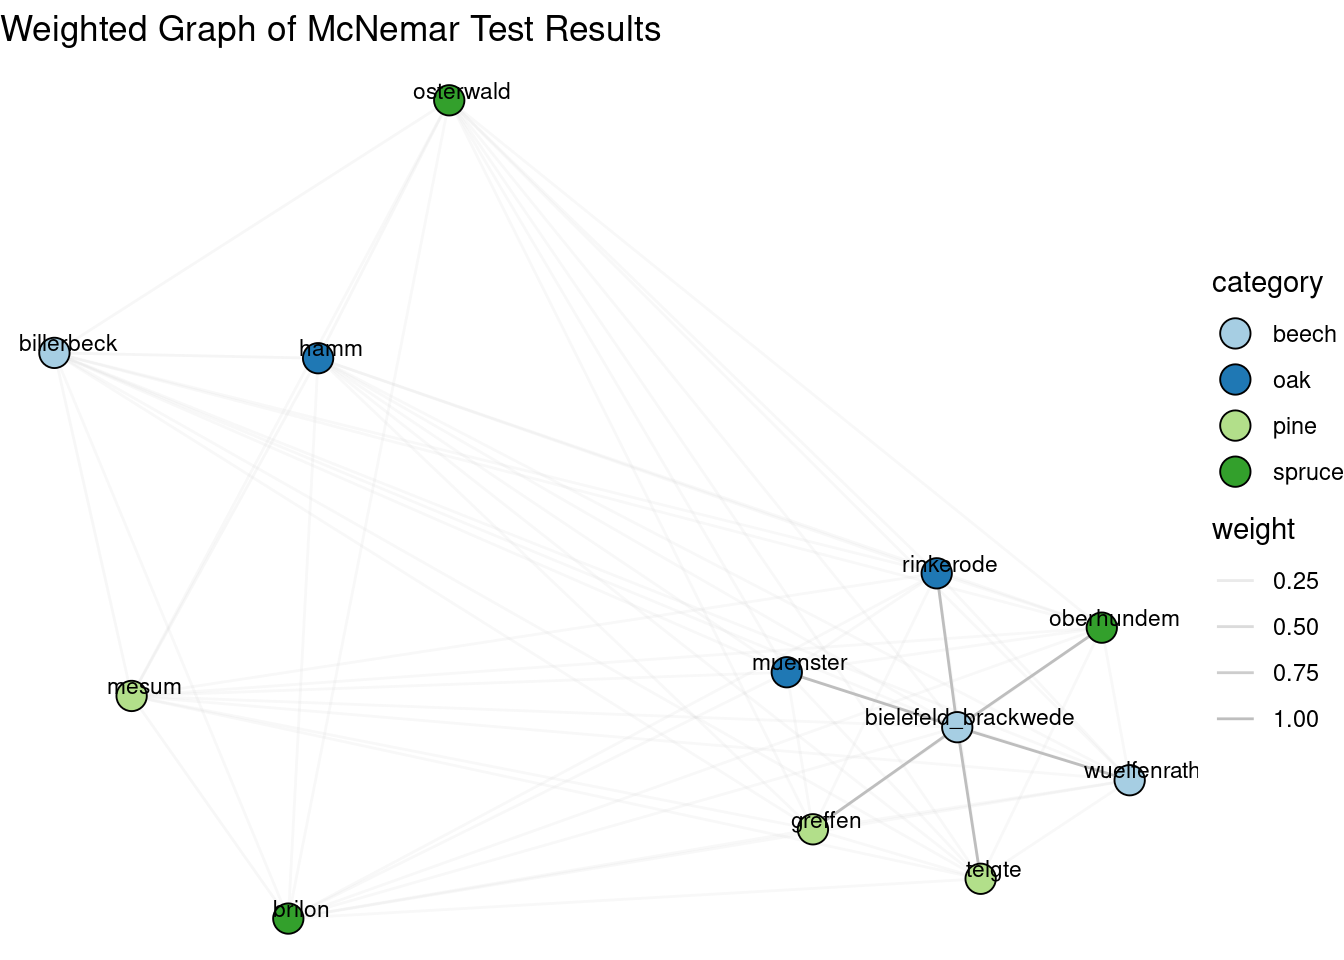 Weighted Graph of McNemar Test Results
osterwald
billerbeck
hamm
rinkerode
oberhundem
muenster
mesum
bielefeld_brackwede
wuelfenrath
greffen
telgte
brilon
category
beech
oak
pine
spruce
weight
0.25
0.50
0.75
1.00